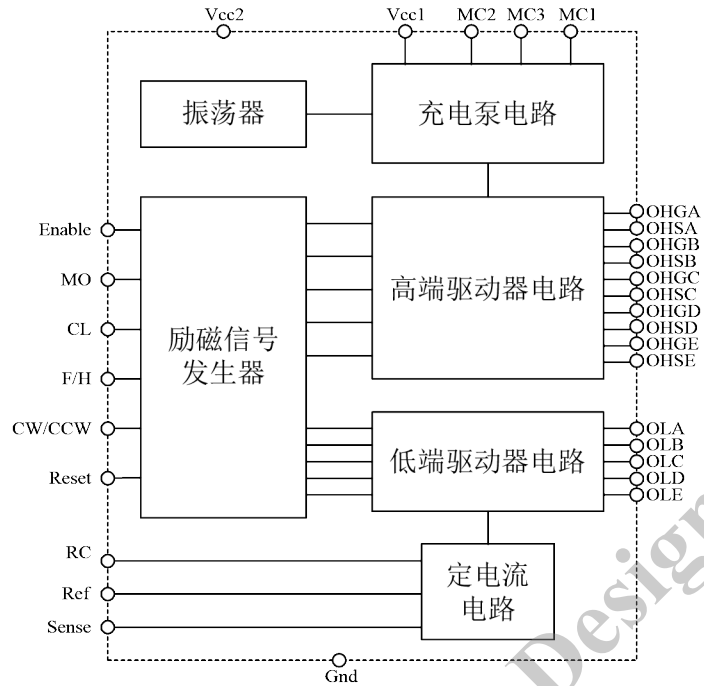 Vcc2 Vcc1 MC2 MC3 MC1
振荡器
充电泵电路
Enable
MO
CL
F/H
CW/CCW
Reset
励磁信号
发生器
高端驱动器电路
OHGA
OHSA
OHGB
OHSB
OHGC
OHSC
OHGD
OHSD
OHGE
OHSE
低端驱动器电路
OLA
OLB
OLC
OLD
OLE
RC
Ref
Sense
定电流
电路
Gnd
Design